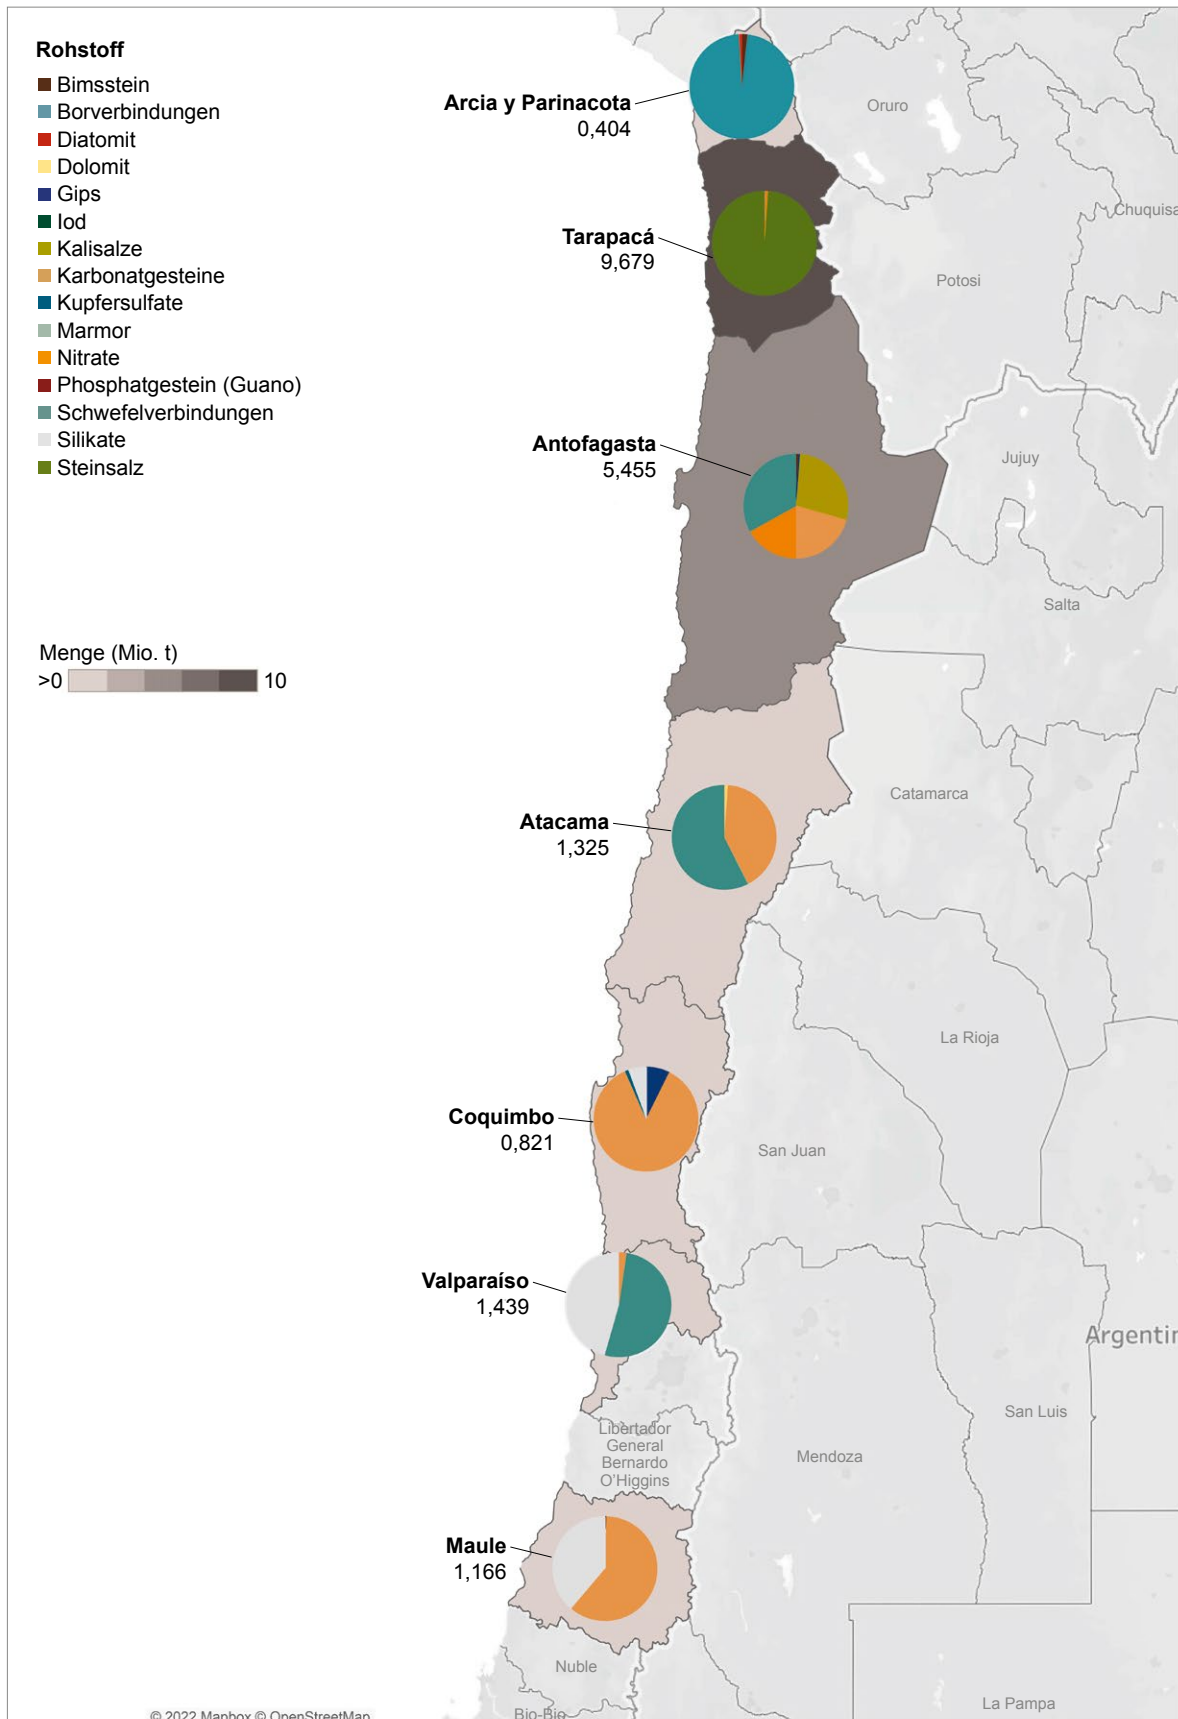 Rohstoff
Bimsstein
Borverbindungen
Diatomit
Dolomit
Gips
Iod
Kalisalze
Karbonatgesteine
Kupfersulfate
Marmor
Nitrate
Phosphatgestein (Guano)
Schwefelverbindungen
Silikate
Steinsalz
Menge (Mio. t)
>0 10
Arcia y Parinacota
0,404
Oruro
Chuquisa
Tarapacá
9,679
Potosi
Antofagasta
5,455
Jujuy
Salta
Atacama
1,325
Catamarca
La Rioja
Coquimbo
0,821
San Juan
Valparaíso
1,439
Argentin
San Luis
Libertador
General
Bernardo
O'Higgins
Mendoza
Maule
1,166
Nuble
La Pampa
Bio-Bio
© 2022 Mapbox © OpenStreetMap